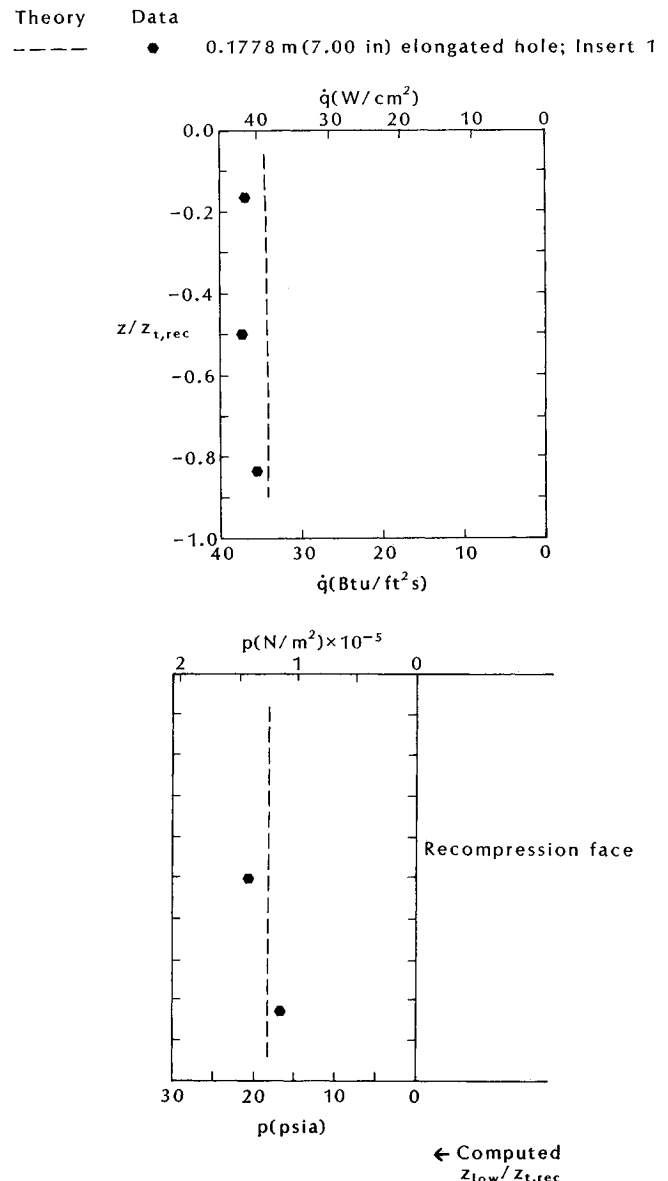 Theory Data
0.1778 m (7.00 in) elongated hole; Insert 1
q̇(W/cm²)
40 30 20 10 0
0.0
−0.2
−0.4
z/z_t,rec
−0.6
−0.8
−1.0
40 30 20 10 0
q̇(Btu/ft²s)
p(N/m²)×10⁻⁵
2 1 0
Recompression face
30 20 10 0
p(psia)
← Computed
z_low/z_t,rec